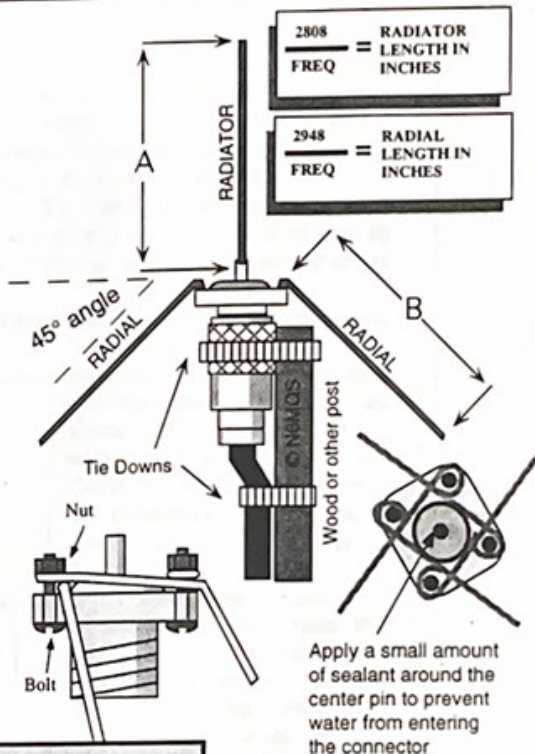 2808
FREQ
=
RADIATOR
LENGTH IN
INCHES
2948
FREQ
=
RADIAL
LENGTH IN
INCHES
A
RADIATOR
45° angle
RADIAL
B
RADIAL
Tie Downs
© N6MQS
Wood or other post
Nut
Bolt
Apply a small amount
of sealant around the
center pin to prevent
water from entering
the connector